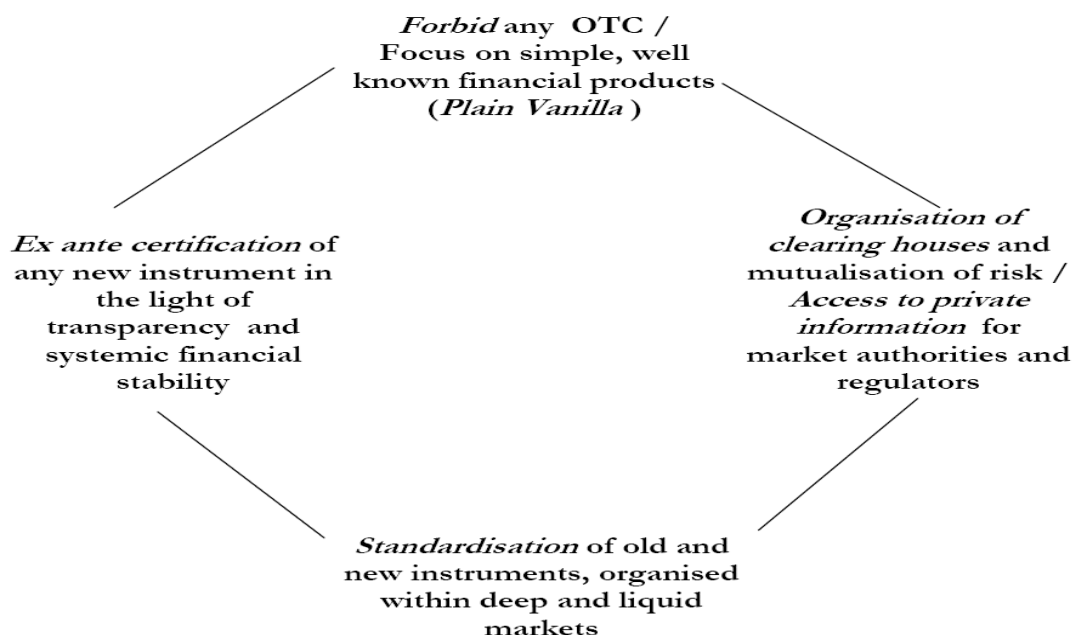 Forbid any OTC /
Focus on simple, well
known financial products
(Plain Vanilla )
Ex ante certification of
any new instrument in
the light of
transparency and
systemic financial
stability
Organisation of
clearing houses and
mutualisation of risk /
Access to private
information for
market authorities and
regulators
Standardisation of old and
new instruments, organised
within deep and liquid
markets